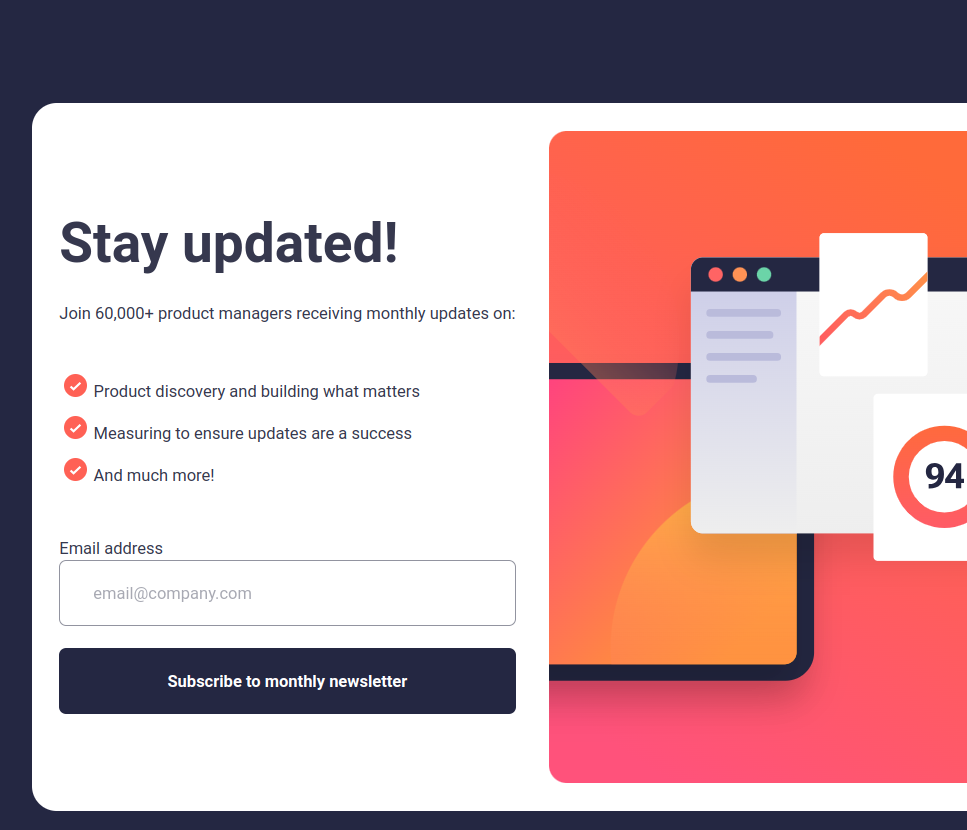 Stay updated!
Join 60,000+ product managers receiving monthly updates on:
Product discovery and building what matters
Measuring to ensure updates are a success
And much more!
Email address
email@company.com
Subscribe to monthly newsletter
94